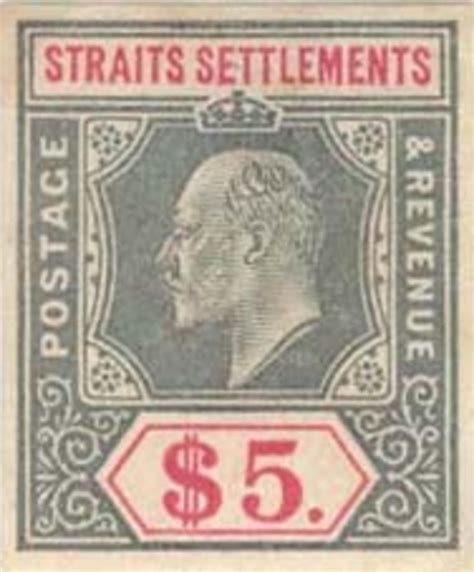 STRAITS SETTLEMENTS
POSTAGE
& REVENUE
$5.